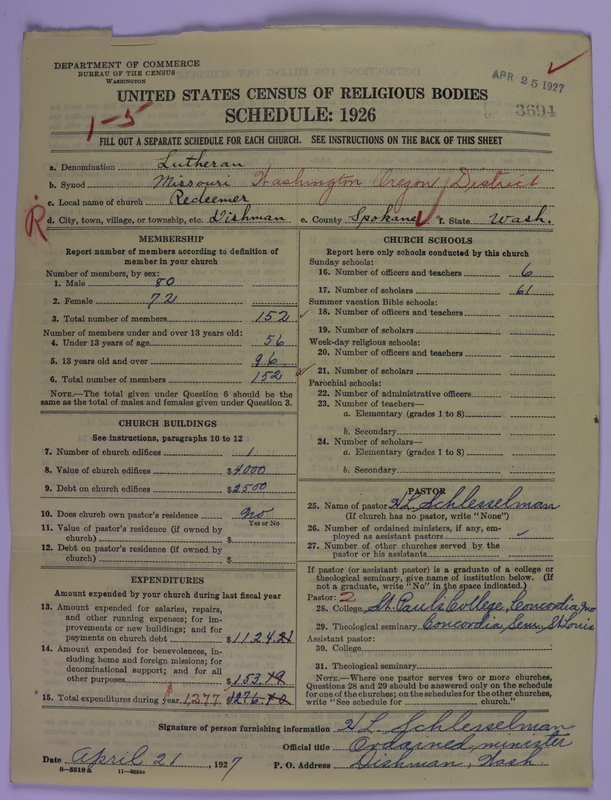 DEPARTMENT OF COMMERCE
BUREAU OF THE CENSUS
WASHINGTON
APR 25 1927
UNITED STATES CENSUS OF RELIGIOUS BODIES
SCHEDULE: 1926
3694
1-5
FILL OUT A SEPARATE SCHEDULE FOR EACH CHURCH. SEE INSTRUCTIONS ON THE BACK OF THIS SHEET
a. Denomination Lutheran
b. Synod Missouri Washington Oregon District
c. Local name of church Redeemer
R
d. City, town, village, or township, etc. Dishman e. County Spokane f. State Wash.
MEMBERSHIP
Report number of members according to definition of
member in your church
Number of members, by sex:
1. Male 80
2. Female 72
3. Total number of members 152
Number of members under and over 13 years old:
4. Under 13 years of age 56
5. 13 years old and over 96
6. Total number of members 152
NOTE.—The total given under Question 6 should be
same as the total of males and females given under Question 3.
CHURCH BUILDINGS
See instructions, paragraphs 10 to 12
7. Number of church edifices 1
8. Value of church edifices $4000
9. Debt on church edifices $2500
10. Does church own pastor's residence? no
Yes or No
11. Value of pastor's residence (if owned by
church) $
12. Debt on pastor's residence (if owned by
church) $
EXPENDITURES
Amount expended by your church during last fiscal year
13. Amount expended for salaries, repairs,
and other running expenses; for im-
provements or new buildings; and for
payments on church debt $1124.21
14. Amount expended for benevolences, in-
cluding home and foreign missions; for
denominational support; and for all
other purposes $153.19
15. Total expenditures during year $1277 $1276.40
CHURCH SCHOOLS
Report here only schools conducted by this church
Sunday schools:
16. Number of officers and teachers 6
17. Number of scholars 61
Summer vacation Bible schools:
18. Number of officers and teachers
19. Number of scholars
Week-day religious schools:
20. Number of officers and teachers
21. Number of scholars
Parochial schools:
22. Number of administrative officers
23. Number of teachers—
a. Elementary (grades 1 to 8)
b. Secondary
24. Number of scholars—
a. Elementary (grades 1 to 8)
b. Secondary
PASTOR
25. Name of pastor H L Schlesselman
(If church has no pastor, write "None")
26. Number of ordained ministers, if any, em-
ployed as assistant pastors
27. Number of other churches served by the
pastor or his assistants
If pastor (or assistant pastor) is a graduate of a college or
theological seminary, give name of institution below. (If
not a graduate, write "No" in the space indicated.)
Pastor: 2
28. College St. Paul's College, Concordia, Mo
29. Theological seminary Concordia, Sem. St Louis
Assistant pastor:
30. College
31. Theological seminary
NOTE.—Where one pastor serves two or more churches,
Questions 28 and 29 should be answered only on the schedule
for one of the churches; on the schedules for the other churches,
write "See schedule for church."
Signature of person furnishing information H L Schlesselman
Official title Ordained minister
Date April 21, 1927 P. O. Address Dishman, Wash.